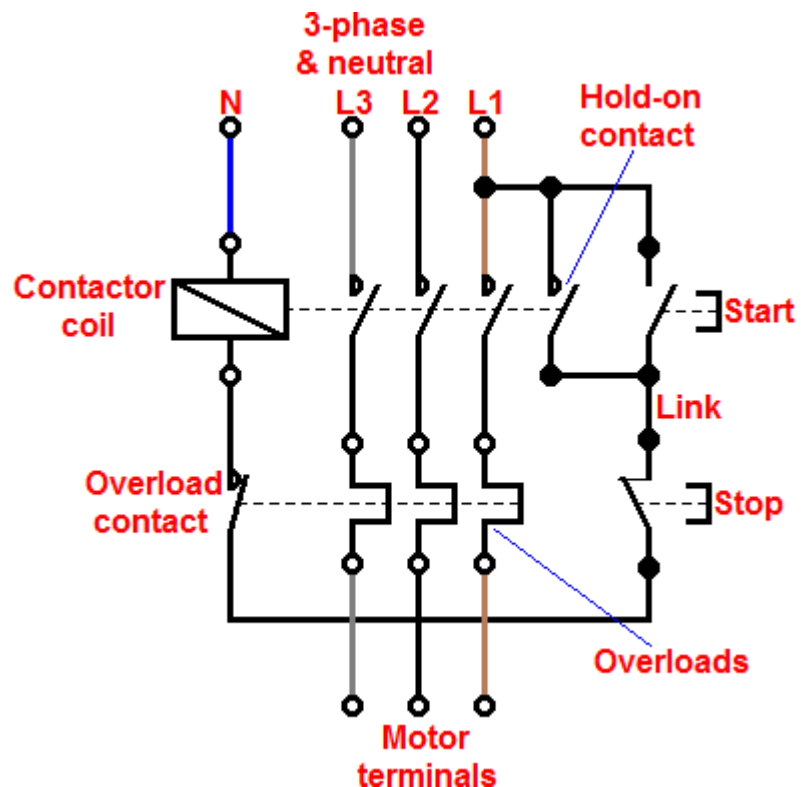 3-phase
& neutral
N L3 L2 L1
Hold-on
contact
Contactor
coil
Start
Link
Overload
contact
Stop
Overloads
Motor
terminals